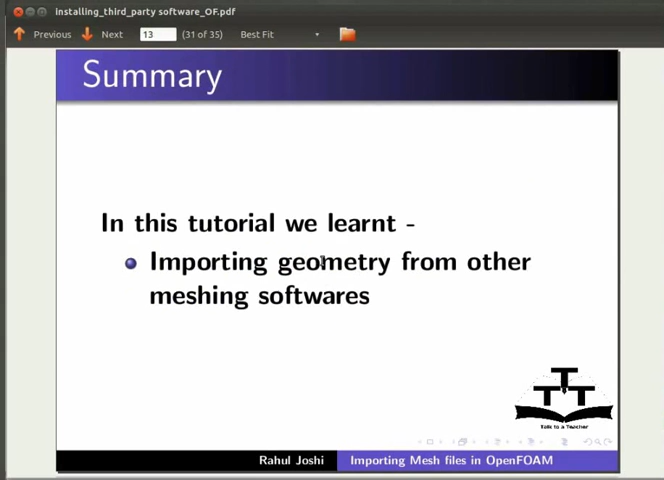 Installing_third_party software_OF.pdf
Previous Next 13 (31 of 35) Best Fit
Summary
In this tutorial we learnt -
Importing geometry from other
meshing softwares
T
T T
Talk to a Teacher
Rahul Joshi Importing Mesh files in OpenFOAM